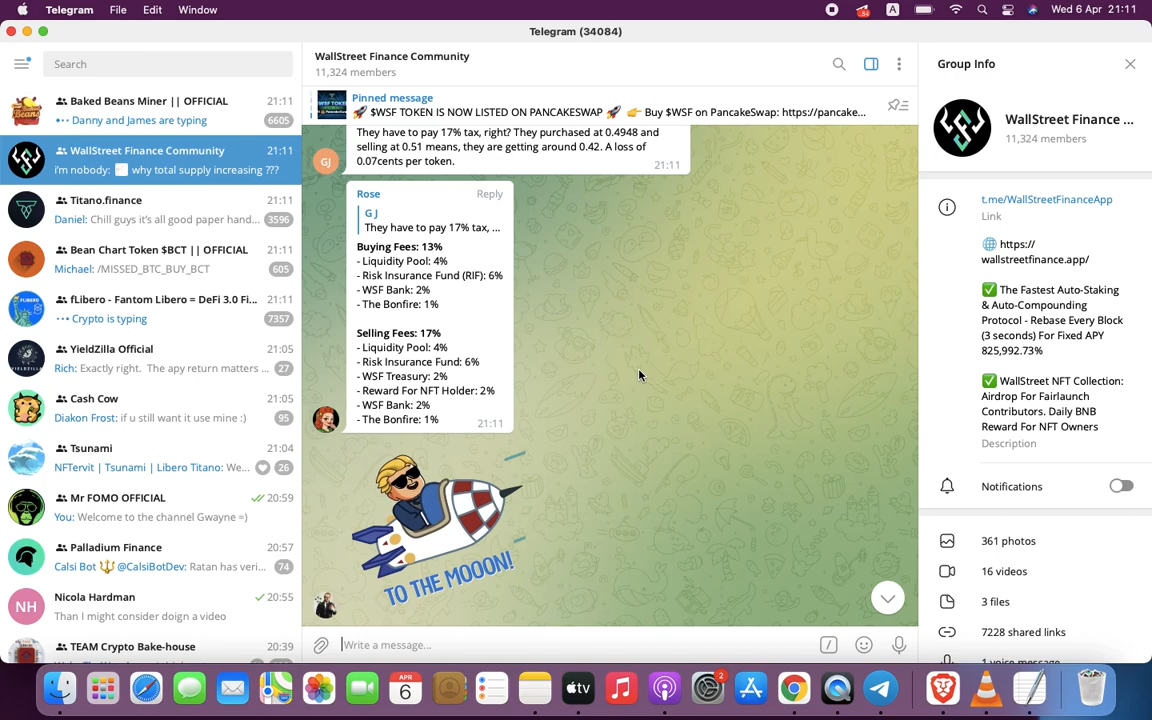 Telegram File Edit Window
84 A Wed 6 Apr 21:11
Telegram (34084)
Search
Baked Beans Miner || OFFICIAL 21:11
Danny and James are typing 6605
WallStreet Finance Community 21:11
i'm nobody: why total supply increasing ???
Titano.finance 21:11
Daniel: Chill guys it's all good paper hand... 3596
Bean Chart Token $BCT || OFFICIAL 21:11
Michael: /MISSED_BTC_BUY_BCT 605
fLibero - Fantom Libero = DeFi 3.0 Fi... 21:11
Crypto is typing 7357
YieldZilla Official 21:05
Rich: Exactly right. The apy return matters ... 27
Cash Cow 21:05
Diakon Frost: if u still want it use mine :) 95
Tsunami 21:04
NFTervit | Tsunami | Libero Titano: We... 26
Mr FOMO OFFICIAL 20:59
You: Welcome to the channel Gwayne =)
Palladium Finance 20:57
Calsi Bot 🔱 @CalsiBotDev: Ratan has veri... 74
NH
Nicola Hardman 20:55
Than I might consider doign a video
TEAM Crypto Bake-house 20:39
WallStreet Finance Community
11,324 members
Pinned message
🚀 $WSF TOKEN IS NOW LISTED ON PANCAKESWAP 🚀 👉 Buy $WSF on PancakeSwap: https://pancake...
They have to pay 17% tax, right? They purchased at 0.4948 and
selling at 0.51 means, they are getting around 0.42. A loss of
0.07cents per token. 21:11
GJ
Rose Reply
G J
They have to pay 17% tax, ...
Buying Fees: 13%
- Liquidity Pool: 4%
- Risk Insurance Fund (RIF): 6%
- WSF Bank: 2%
- The Bonfire: 1%
Selling Fees: 17%
- Liquidity Pool: 4%
- Risk Insurance Fund: 6%
- WSF Treasury: 2%
- Reward For NFT Holder: 2%
- WSF Bank: 2%
- The Bonfire: 1% 21:11
TO THE MOOON!
Write a message...
Group Info
WallStreet Finance ...
11,324 members
t.me/WallStreetFinanceApp
Link
🌐 https://
wallstreetfinance.app/
✅ The Fastest Auto-Staking
& Auto-Compounding
Protocol - Rebase Every Block
(3 seconds) For Fixed APY
825,992.73%
✅ WallStreet NFT Collection:
Airdrop For Fairlaunch
Contributors. Daily BNB
Reward For NFT Owners
Description
Notifications
361 photos
16 videos
3 files
7228 shared links
1 voice message
APR
6
tv
2